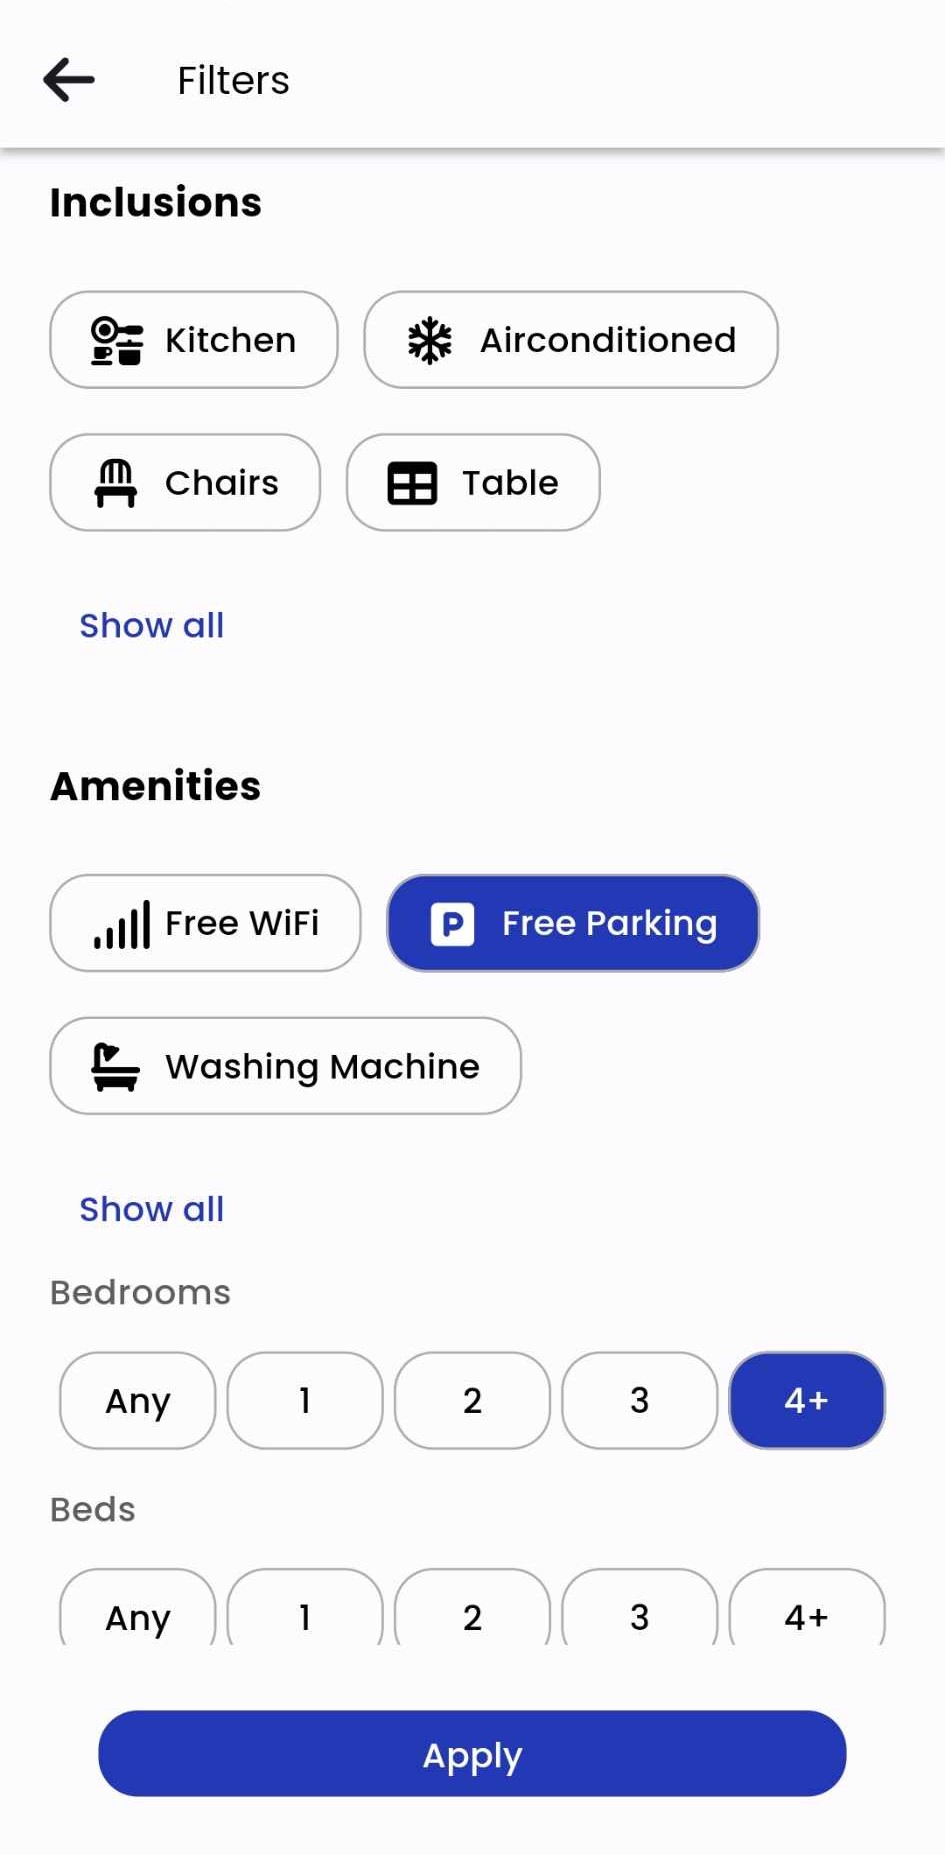 Filters
Inclusions
Kitchen Airconditioned
Chairs Table
Show all
Amenities
Free WiFi Free Parking
Washing Machine
Show all
Bedrooms
Any 1 2 3 4+
Beds
Any 1 2 3 4+
Apply